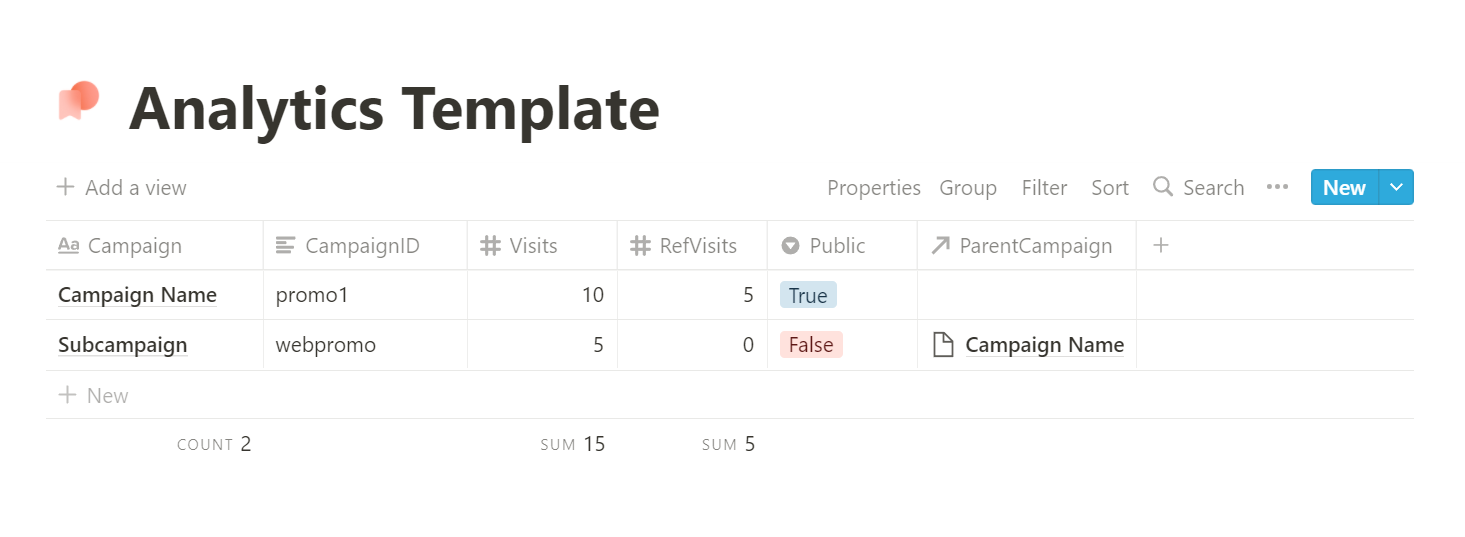 Analytics Template
Add a view Properties Group Filter Sort Search ••• New
Aa Campaign CampaignID # Visits # RefVisits Public ParentCampaign +
Campaign Name promo1 10 5 True
Subcampaign webpromo 5 0 False Campaign Name
+ New
COUNT 2 SUM 15 SUM 5